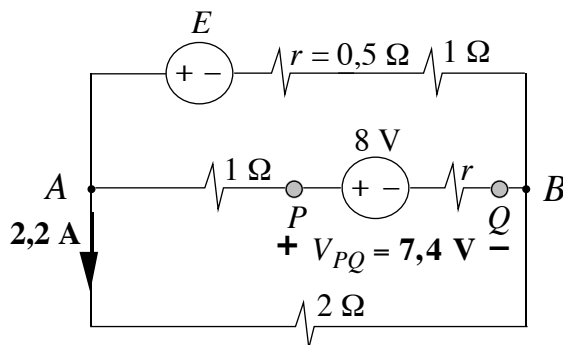 E
+ − r = 0,5 Ω 1 Ω
8 V
A 1 Ω + − r B
P Q
2,2 A + V_PQ = 7,4 V −
2 Ω